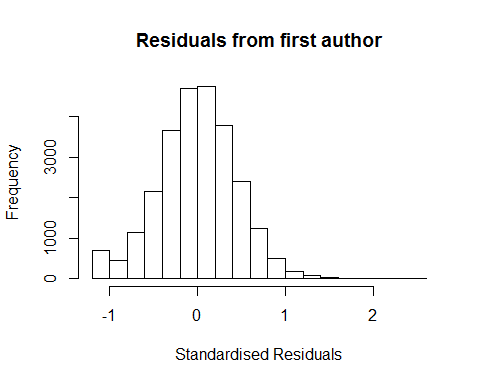 Residuals from first author
Frequency
3000
1000
0
-1 0 1 2
Standardised Residuals